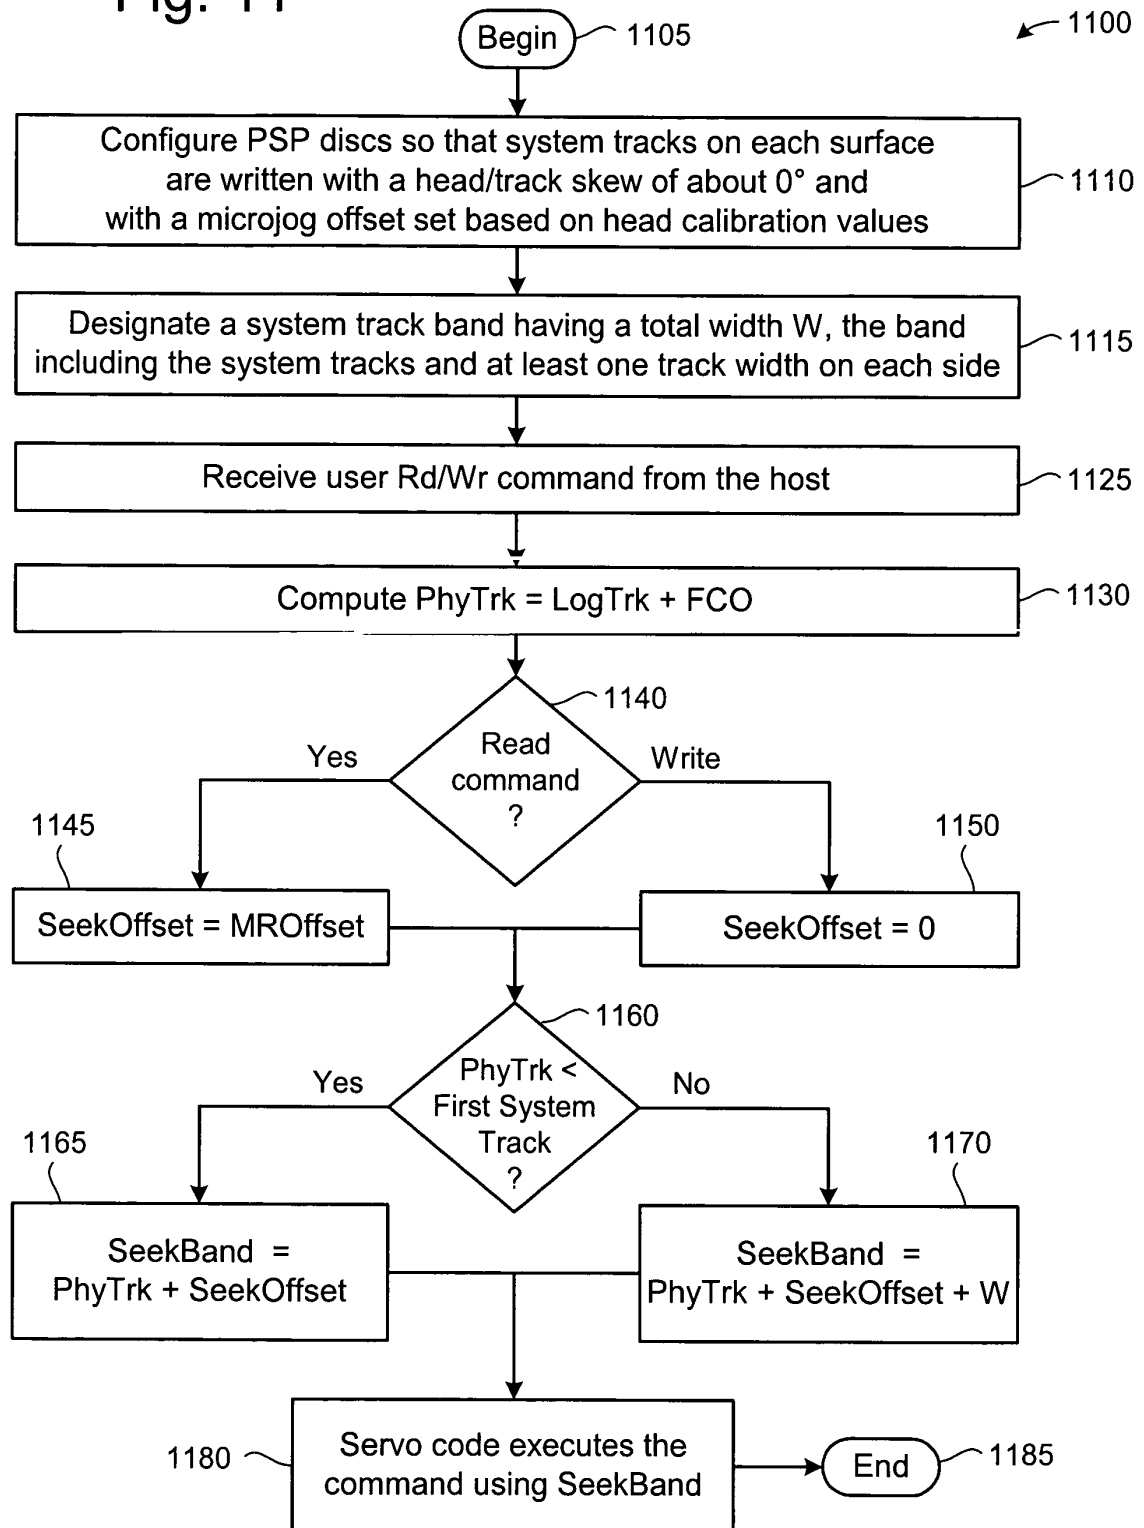 Fig. 11
Begin
1105
1100
Configure PSP discs so that system tracks on each surface
are written with a head/track skew of about 0° and
with a microjog offset set based on head calibration values
1110
Designate a system track band having a total width W, the band
including the system tracks and at least one track width on each side
1115
Receive user Rd/Wr command from the host
1125
Compute PhyTrk = LogTrk + FCO
1130
1140
Read
command
?
Yes
Write
1145
1150
SeekOffset = MROffset
SeekOffset = 0
1160
PhyTrk <
First System
Track
?
Yes
No
1165
1170
SeekBand =
PhyTrk + SeekOffset
SeekBand =
PhyTrk + SeekOffset + W
1180
Servo code executes the
command using SeekBand
End
1185